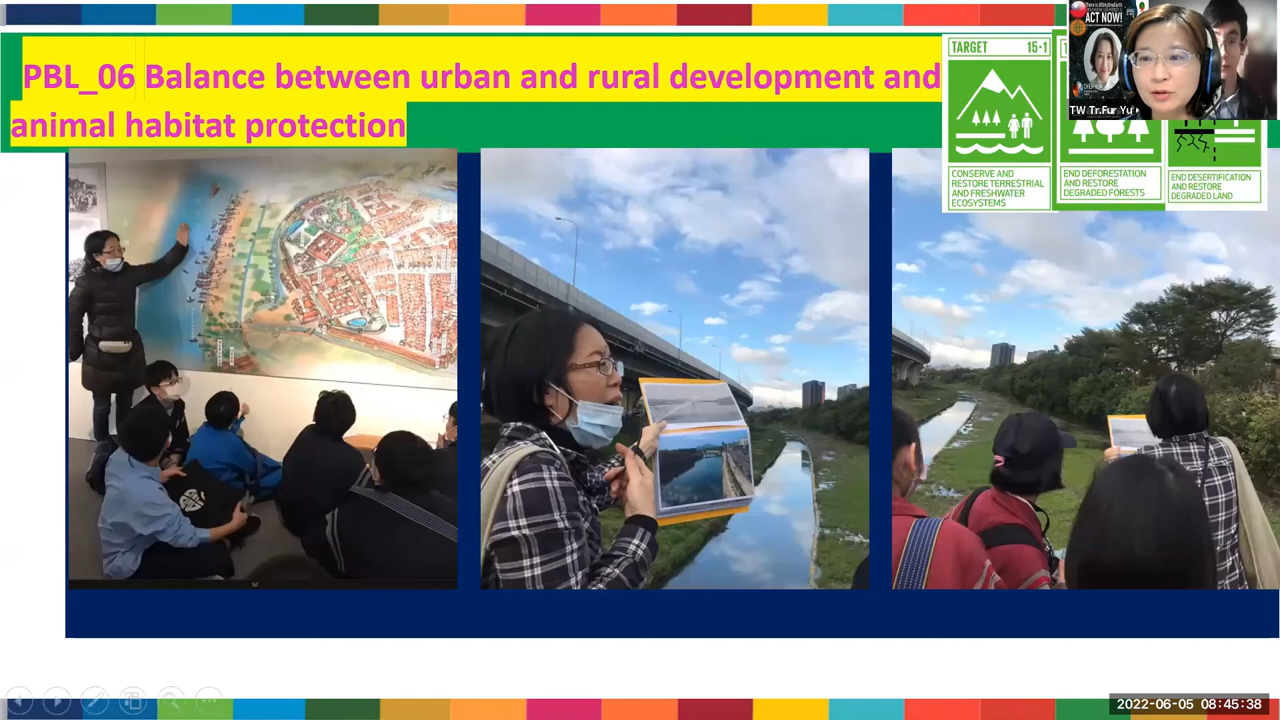 PBL_06 Balance between urban and rural development and
animal habitat protection
TARGET 15·1
CONSERVE AND
RESTORE TERRESTRIAL
AND FRESHWATER
ECOSYSTEMS
END DEFORESTATION
AND RESTORE
DEGRADED FORESTS
END DESERTIFICATION
AND RESTORE
DEGRADED LAND
ACT NOW!
TW_Tr.Fun_Yu
2022-06-05 08:45:38